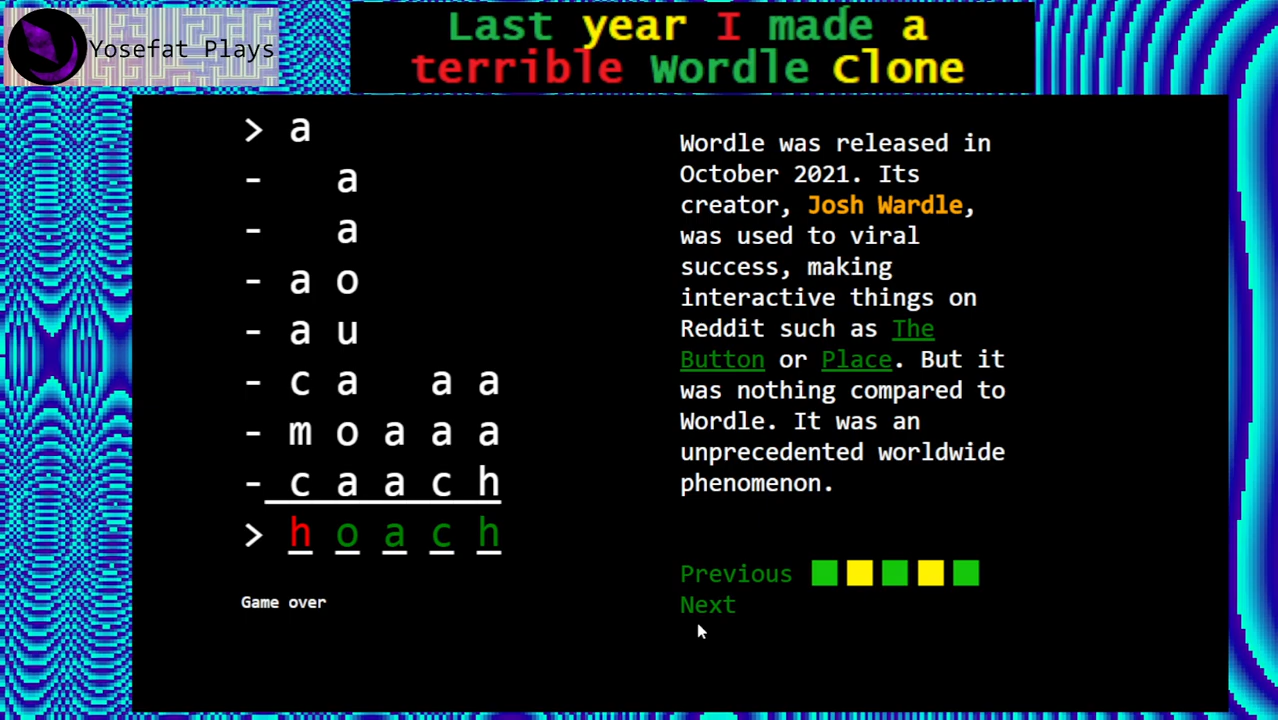 Yosefat Plays
Last year I made a
terrible Wordle Clone
> a
- a
- a
- a o
- a u
- c a a a
- m o a a a
- c a a c h
> h o a c h
Game over
Wordle was released in
October 2021. Its
creator, Josh Wardle,
was used to viral
success, making
interactive things on
Reddit such as The
Button or Place. But it
was nothing compared to
Wordle. It was an
unprecedented worldwide
phenomenon.
Previous
Next